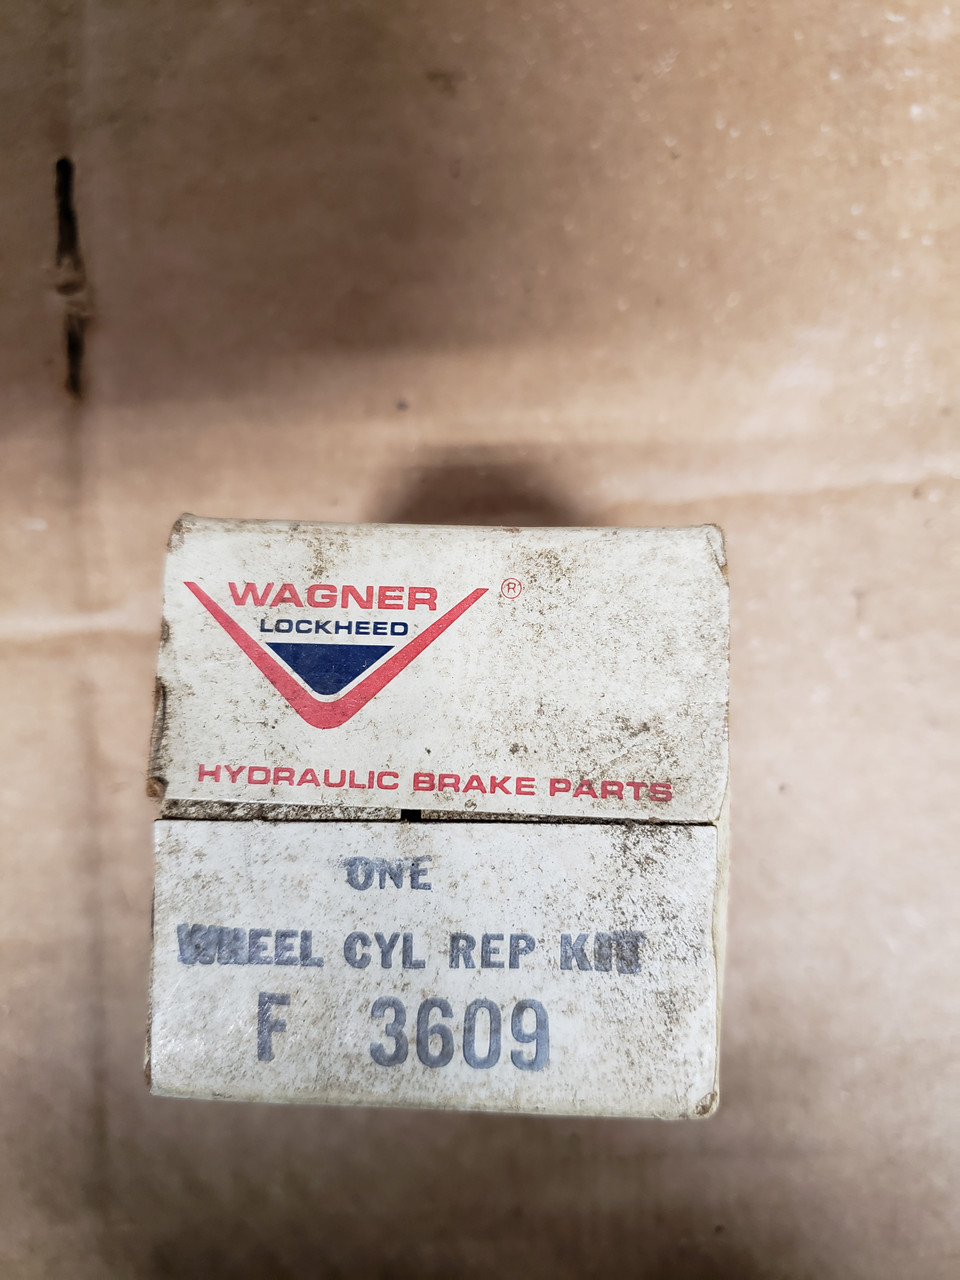 WAGNER ®
LOCKHEED
HYDRAULIC BRAKE PARTS
ONE
WHEEL CYL REP KIT
F 3609